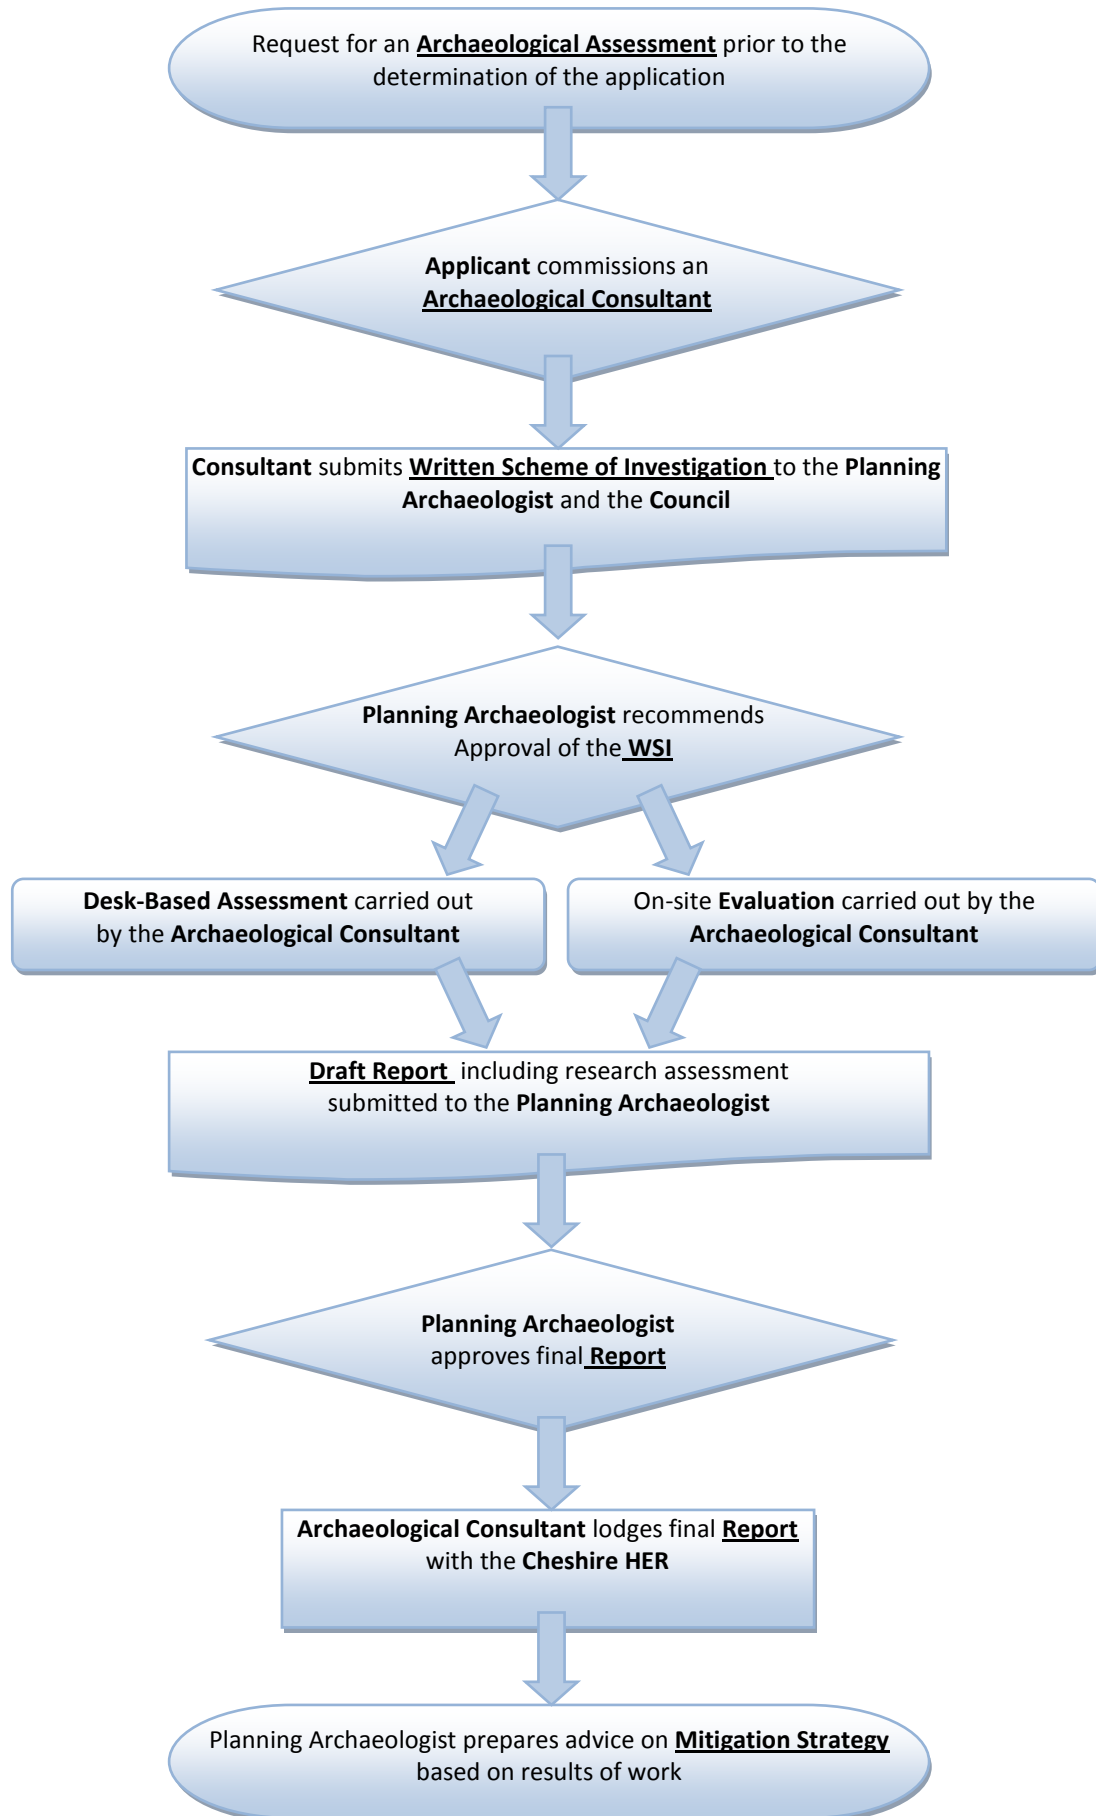 Request for an Archaeological Assessment prior to the
determination of the application
Applicant commissions an
Archaeological Consultant
Consultant submits Written Scheme of Investigation to the Planning
Archaeologist and the Council
Planning Archaeologist recommends
Approval of the WSI
Desk-Based Assessment carried out
by the Archaeological Consultant
On-site Evaluation carried out by the
Archaeological Consultant
Draft Report including research assessment
submitted to the Planning Archaeologist
Planning Archaeologist
approves final Report
Archaeological Consultant lodges final Report
with the Cheshire HER
Planning Archaeologist prepares advice on Mitigation Strategy
based on results of work